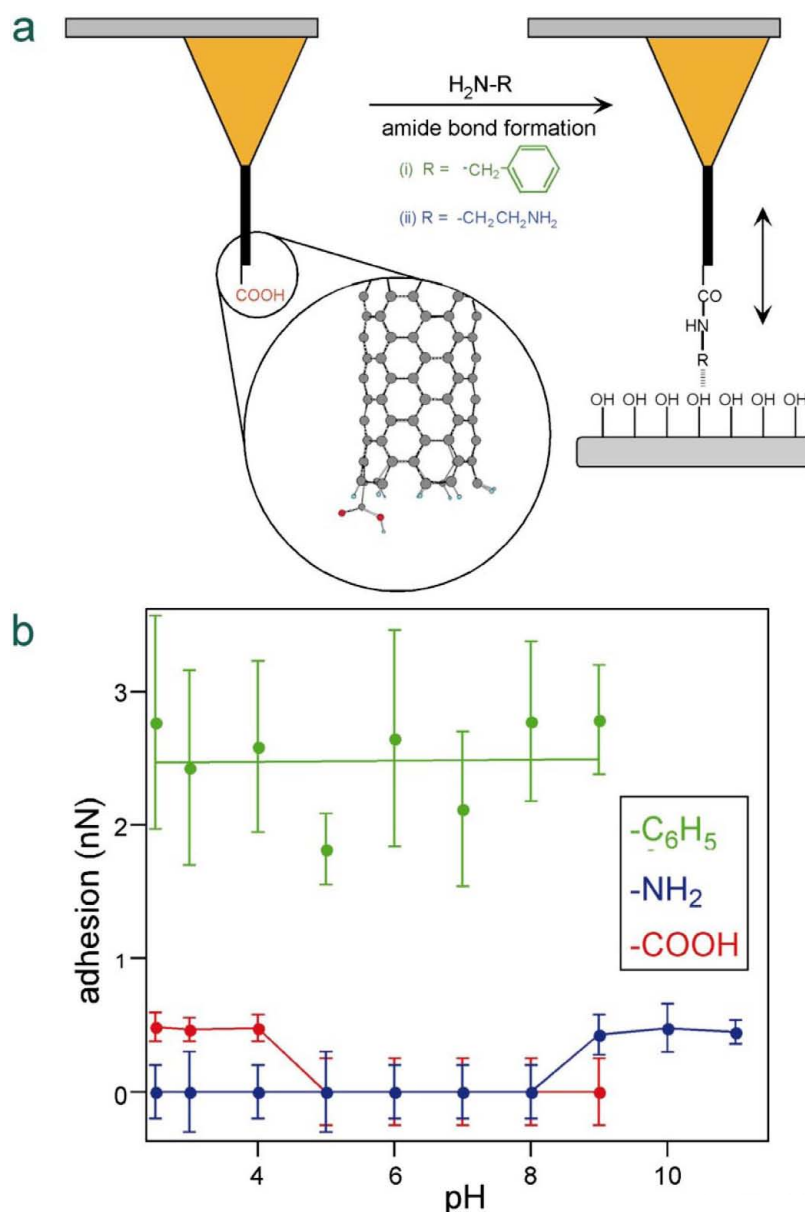 a
H2N-R
amide bond formation
(i) R = -CH2
(ii) R = -CH2CH2NH2
COOH
CO
HN
R
OH OH OH OH OH OH OH
b
adhesion (nN)
3
2
1
0
-C6H5
-NH2
-COOH
4 6 8 10
pH